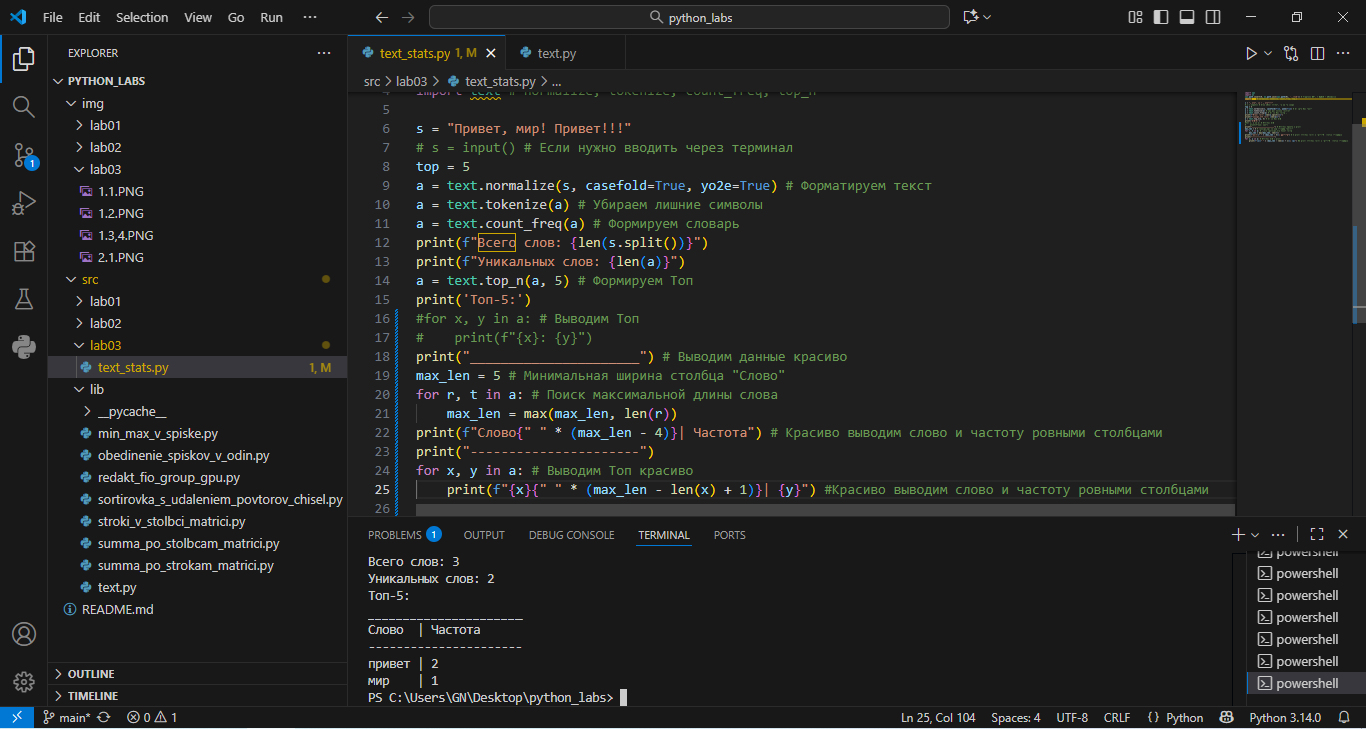 File Edit Selection View Go Run ··· python_labs
EXPLORER ···
PYTHON_LABS
img
lab01
lab02
lab03
1.1.PNG
1.2.PNG
1.3,4.PNG
2.1.PNG
src
lab01
lab02
lab03
text_stats.py 1, M
lib
__pycache__
min_max_v_spiske.py
obedinenie_spiskov_v_odin.py
redakt_fio_group_gpu.py
sortirovka_s_udaleniem_povtorov_chisel.py
stroki_v_stolbci_matrici.py
summa_po_stolbcam_matrici.py
summa_po_strokam_matrici.py
text.py
README.md
OUTLINE
TIMELINE
text_stats.py 1, M text.py
src > lab03 > text_stats.py > ...
4 import text # normalize, tokenize, count_freq, top_n
5
6 s = "Привет, мир! Привет!!!"
7 # s = input() # Если нужно вводить через терминал
8 top = 5
9 a = text.normalize(s, casefold=True, yo2e=True) # Форматируем текст
10 a = text.tokenize(a) # Убираем лишние символы
11 a = text.count_freq(a) # Формируем словарь
12 print(f"Всего слов: {len(s.split())}")
13 print(f"Уникальных слов: {len(a)}")
14 a = text.top_n(a, 5) # Формируем Топ
15 print('Топ-5:')
16 #for x, y in a: # Выводим Топ
17 #    print(f"{x}: {y}")
18 print("______________________") # Выводим данные красиво
19 max_len = 5 # Минимальная ширина столбца "Слово"
20 for r, t in a: # Поиск максимальной длины слова
21     max_len = max(max_len, len(r))
22 print(f"Слово{" " * (max_len - 4)}| Частота") # Красиво выводим слово и частоту ровными столбцами
23 print("----------------------")
24 for x, y in a: # Выводим Топ красиво
25     print(f"{x}{" " * (max_len - len(x) + 1)}| {y}") #Красиво выводим слово и частоту ровными столбцами
26
PROBLEMS 1 OUTPUT DEBUG CONSOLE TERMINAL PORTS
Всего слов: 3
Уникальных слов: 2
Топ-5:
______________________
Слово  | Частота
----------------------
привет | 2
мир    | 1
PS C:\Users\GN\Desktop\python_labs>
powershell
powershell
powershell
powershell
powershell
powershell
powershell
1
main* 0 1 Ln 25, Col 104 Spaces: 4 UTF-8 CRLF {} Python Python 3.14.0